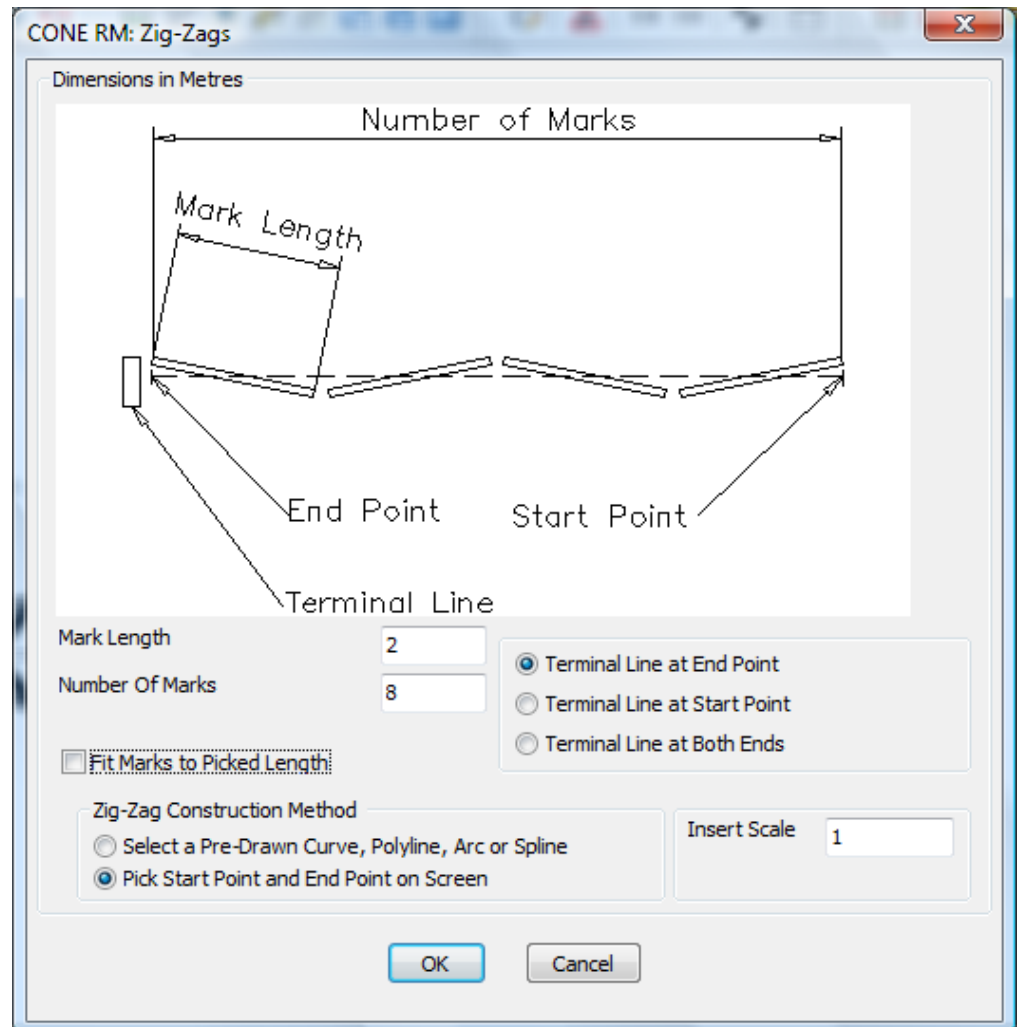 CONE RM: Zig-Zags
Dimensions in Metres
Number of Marks
Mark Length
End Point
Start Point
Terminal Line
Mark Length
2
Number Of Marks
8
Terminal Line at End Point
Terminal Line at Start Point
Terminal Line at Both Ends
Fit Marks to Picked Length
Zig-Zag Construction Method
Select a Pre-Drawn Curve, Polyline, Arc or Spline
Pick Start Point and End Point on Screen
Insert Scale
1
OK
Cancel